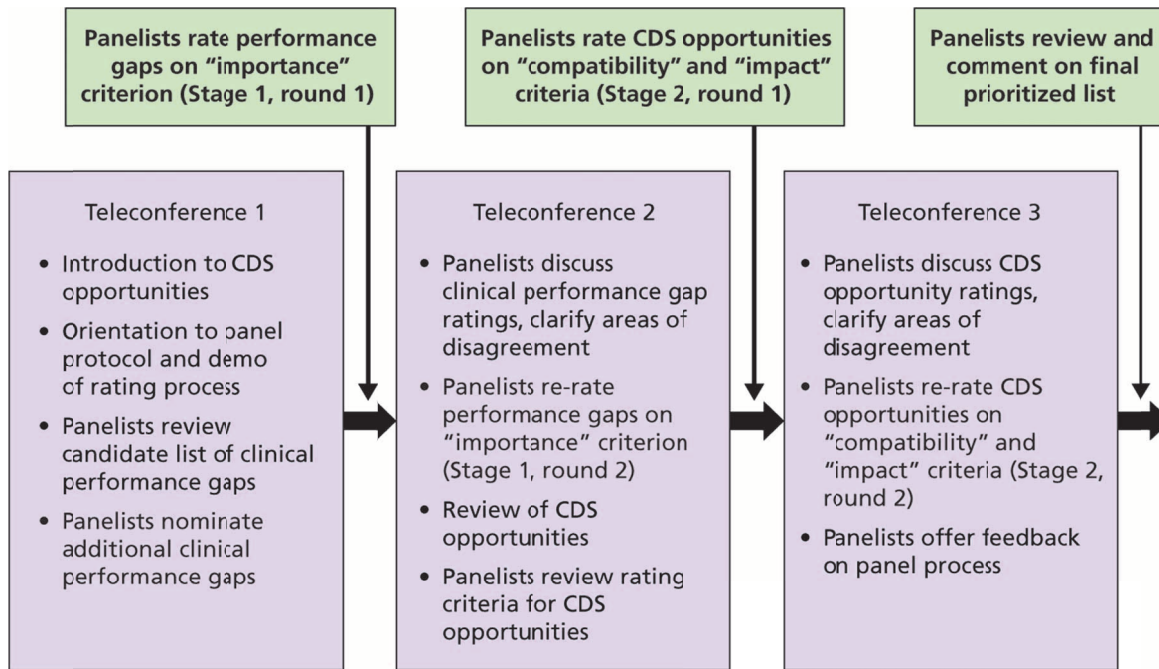 Panelists rate performance
gaps on “importance”
criterion (Stage 1, round 1)
Panelists rate CDS opportunities
on “compatibility” and “impact”
criteria (Stage 2, round 1)
Panelists review and
comment on final
prioritized list
Teleconference 1
• Introduction to CDS
opportunities
• Orientation to panel
protocol and demo
of rating process
• Panelists review
candidate list of clinical
performance gaps
• Panelists nominate
additional clinical
performance gaps
Teleconference 2
• Panelists discuss
clinical performance gap
ratings, clarify areas of
disagreement
• Panelists re-rate
performance gaps on
“importance” criterion
(Stage 1, round 2)
• Review of CDS
opportunities
• Panelists review rating
criteria for CDS
opportunities
Teleconference 3
• Panelists discuss CDS
opportunity ratings,
clarify areas of
disagreement
• Panelists re-rate CDS
opportunities on
“compatibility” and
“impact” criteria (Stage 2,
round 2)
• Panelists offer feedback
on panel process